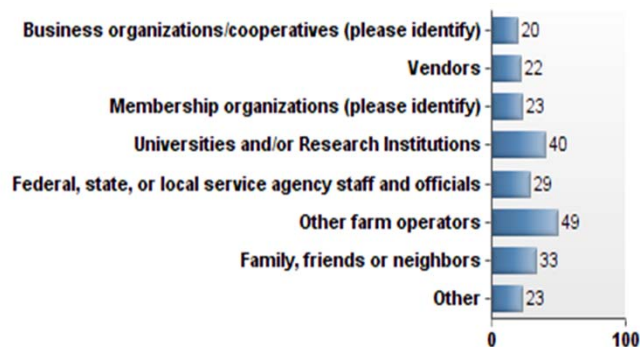 Business organizations/cooperatives (please identify) 20
Vendors 22
Membership organizations (please identify) 23
Universities and/or Research Institutions 40
Federal, state, or local service agency staff and officials 29
Other farm operators 49
Family, friends or neighbors 33
Other 23
0 100